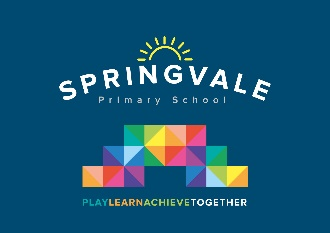 SPRINGVALE
Primary School
PLAYLEARNACHIEVETOGETHER